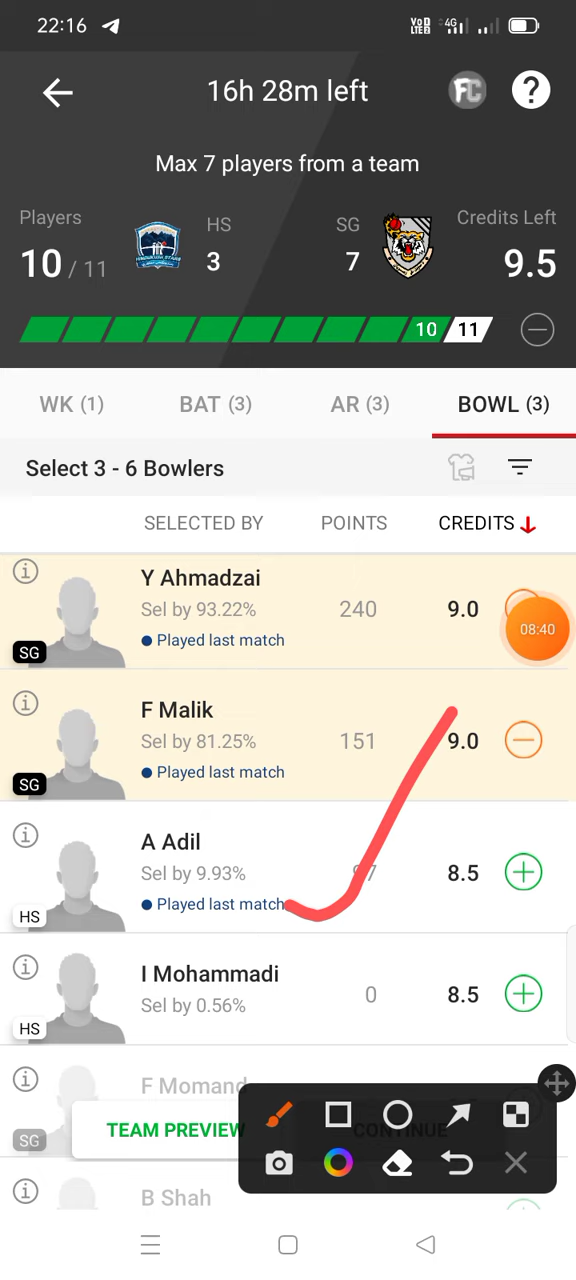 22:16 VoD LTE2 4G
16h 28m left FC ?
Max 7 players from a team
Players HS SG Credits Left
10 / 11 3 7 9.5
10 11
WK (1) BAT (3) AR (3) BOWL (3)
Select 3 - 6 Bowlers
SELECTED BY POINTS CREDITS
Y Ahmadzai
Sel by 93.22% 240 9.0
Played last match
SG
08:40
F Malik
Sel by 81.25% 151 9.0
Played last match
SG
A Adil
Sel by 9.93% 8.5
Played last match
HS
I Mohammadi
Sel by 0.56% 0 8.5
HS
F Momand
SG
TEAM PREVIEW CONTINUE
B Shah